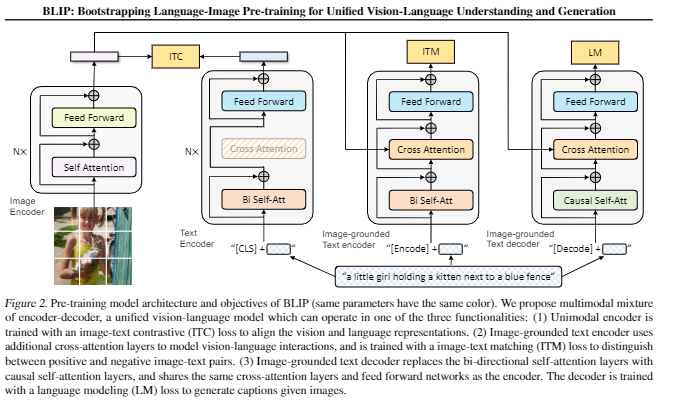 BLIP: Bootstrapping Language-Image Pre-training for Unified Vision-Language Understanding and Generation
ITC
ITM
LM
Feed Forward
Feed Forward
Feed Forward
Feed Forward
N×
N×
Cross Attention
Cross Attention
Cross Attention
Self Attention
Bi Self-Att
Bi Self-Att
Causal Self-Att
Image
Encoder
Text
Encoder
"[CLS] + "
Image-grounded
Text encoder
"[Encode] + "
Image-grounded
Text decoder
"[Decode] + "
"a little girl holding a kitten next to a blue fence"
Figure 2. Pre-training model architecture and objectives of BLIP (same parameters have the same color). We propose multimodal mixture
of encoder-decoder, a unified vision-language model which can operate in one of the three functionalities: (1) Unimodal encoder is
trained with an image-text contrastive (ITC) loss to align the vision and language representations. (2) Image-grounded text encoder uses
additional cross-attention layers to model vision-language interactions, and is trained with a image-text matching (ITM) loss to distinguish
between positive and negative image-text pairs. (3) Image-grounded text decoder replaces the bi-directional self-attention layers with
causal self-attention layers, and shares the same cross-attention layers and feed forward networks as the encoder. The decoder is trained
with a language modeling (LM) loss to generate captions given images.